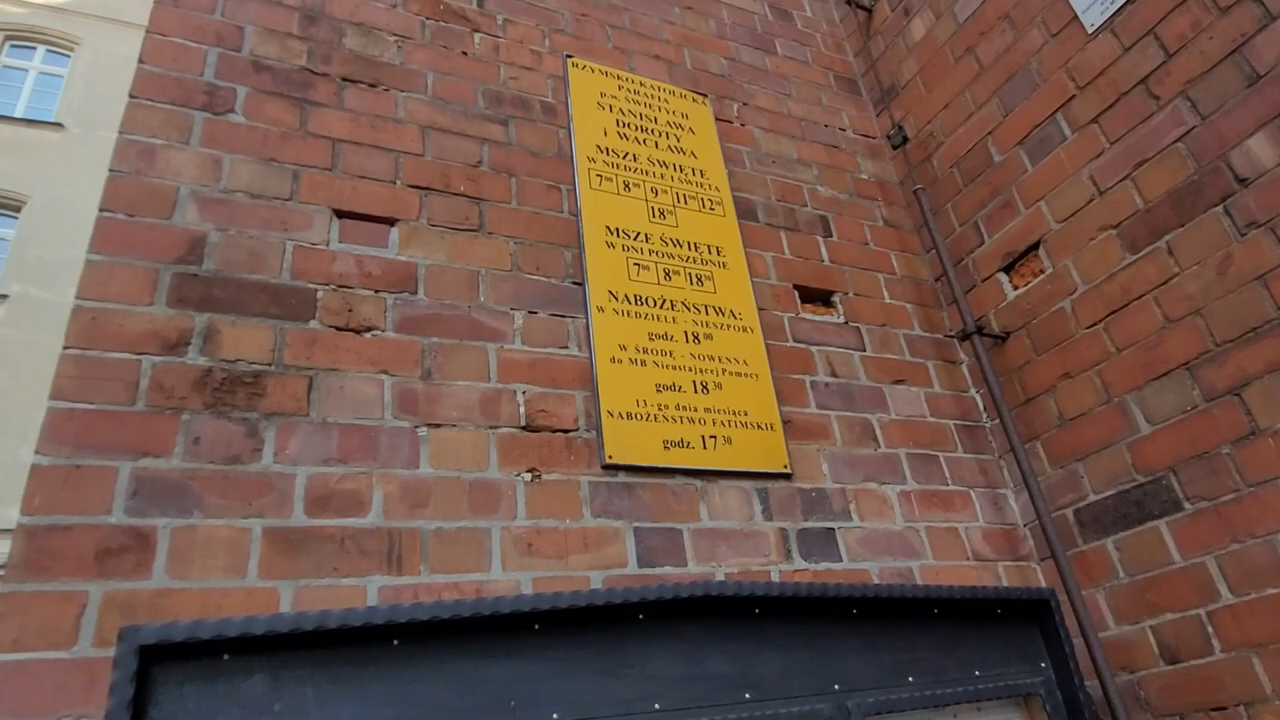 RZYMSKO-KATOLICKA
PARAFIA
p.w. ŚWIĘTYCH
STANISŁAWA
DOROTY
i WACŁAWA
MSZE ŚWIĘTE
W NIEDZIELE I ŚWIĘTA
7⁰⁰ 8⁰⁰ 9³⁰ 11⁰⁰ 12³⁰
18³⁰
MSZE ŚWIĘTE
W DNI POWSZEDNIE
7⁰⁰ 8⁰⁰ 18³⁰
NABOŻEŃSTWA:
W NIEDZIELE - NIESZPORY
godz. 18⁰⁰
W ŚRODĘ - NOWENNA
do MB Nieustającej Pomocy
godz. 18³⁰
13-go dnia miesiąca
NABOŻEŃSTWO FATIMSKIE
godz. 17³⁰